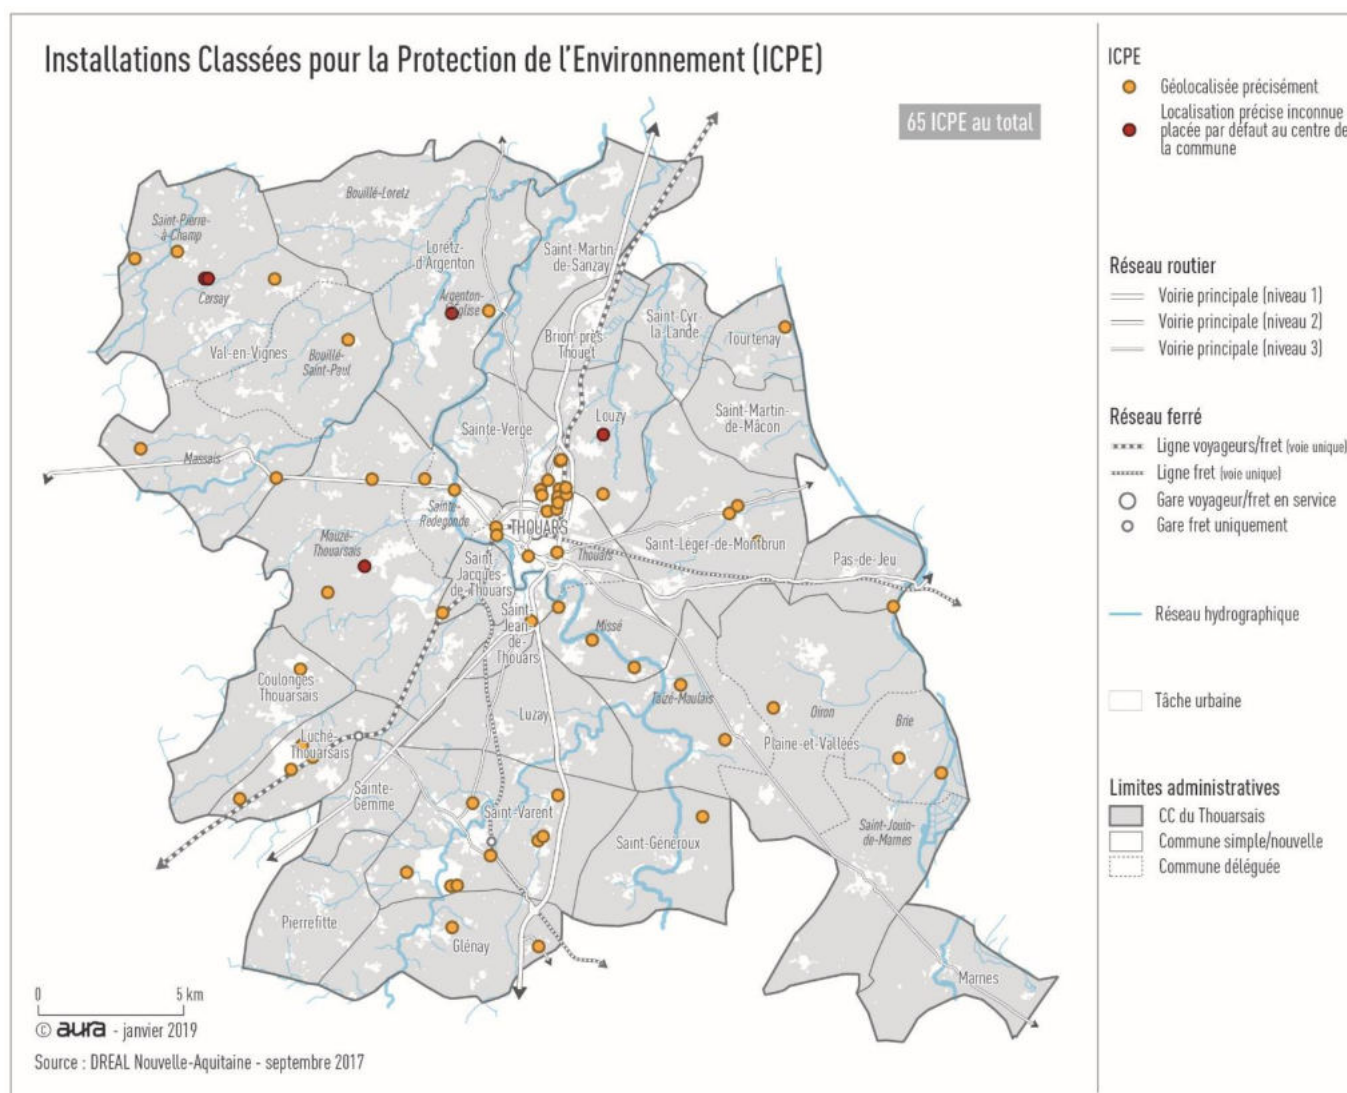 Installations Classées pour la Protection de l'Environnement (ICPE)
65 ICPE au total
Bouillé-Loretz
Saint-Pierre-
à-Champ
Loretz-
d'Argenton
Saint-Martin-
de-Sanzay
Cersay
Argenton-
l'Église
Saint-Cyr-
la-Lande
Tourtenay
Brion-près-
Thouet
Val-en-Vignes
Bouillé-
Saint-Paul
Saint-Martin-
de-Mâcon
Louzy
Sainte-Verge
Massais
Sainte-
Radegonde
THOUARS
Mauzé-
Thouarsais
Thouars
Saint-Léger-de-Montbrun
Pas-de-Jeu
Saint-
Jacques-
de-Thouars
Saint-
Jean-
de-
Thouars
Missé
Coulonges
Thouarsais
Taizé-Maulais
Luzay
Oiron
Brie
Plaine-et-Valléés
Luché-
Thouarsais
Sainte-
Gemme
Saint-Varent
Saint-Généroux
Saint-Jouin-
de-Marnes
Pierrefitte
Glénay
Marnes
0 5 km
© aura - janvier 2019
Source : DREAL Nouvelle-Aquitaine - septembre 2017
ICPE
Géolocalisée précisément
Localisation précise inconnue
placée par défaut au centre de
la commune
Réseau routier
Voirie principale (niveau 1)
Voirie principale (niveau 2)
Voirie principale (niveau 3)
Réseau ferré
Ligne voyageurs/fret (voie unique)
Ligne fret (voie unique)
Gare voyageur/fret en service
Gare fret uniquement
Réseau hydrographique
Tâche urbaine
Limites administratives
CC du Thouarsais
Commune simple/nouvelle
Commune déléguée